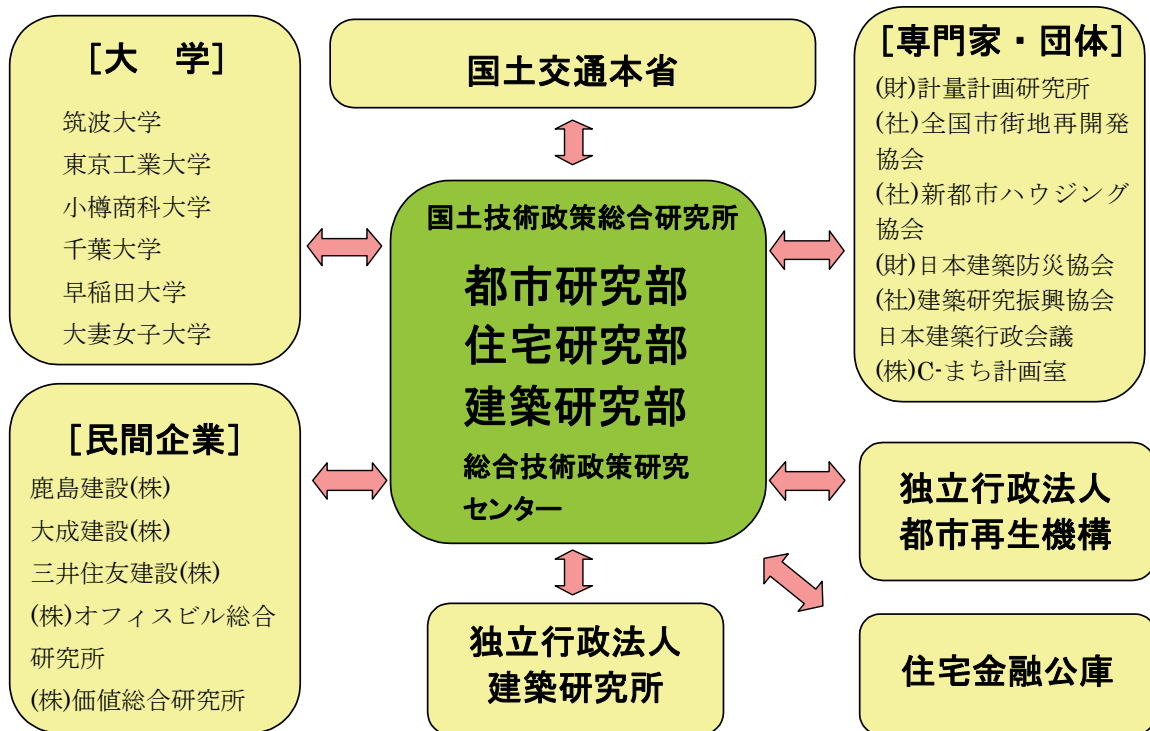 [大　学]
筑波大学
東京工業大学
小樽商科大学
千葉大学
早稲田大学
大妻女子大学
国土交通本省
[専門家・団体]
(財)計量計画研究所
(社)全国市街地再開発
協会
(社)新都市ハウジング
協会
(財)日本建築防災協会
(社)建築研究振興協会
日本建築行政会議
(株)C-まち計画室
国土技術政策総合研究所
都市研究部
住宅研究部
建築研究部
総合技術政策研究
センター
[民間企業]
鹿島建設(株)
大成建設(株)
三井住友建設(株)
(株)オフィスビル総合
研究所
(株)価値総合研究所
独立行政法人
建築研究所
独立行政法人
都市再生機構
住宅金融公庫